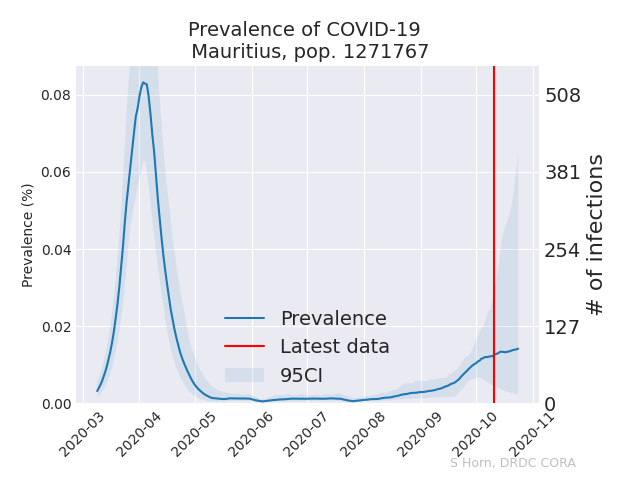 Prevalence of COVID-19
Mauritius, pop. 1271767
0.08
0.06
0.04
0.02
0.00
Prevalence (%)
508
381
254
127
0
# of infections
Prevalence
Latest data
95CI
2020-03
2020-04
2020-05
2020-06
2020-07
2020-08
2020-09
2020-10
2020-11
S Horn, DRDC CORA